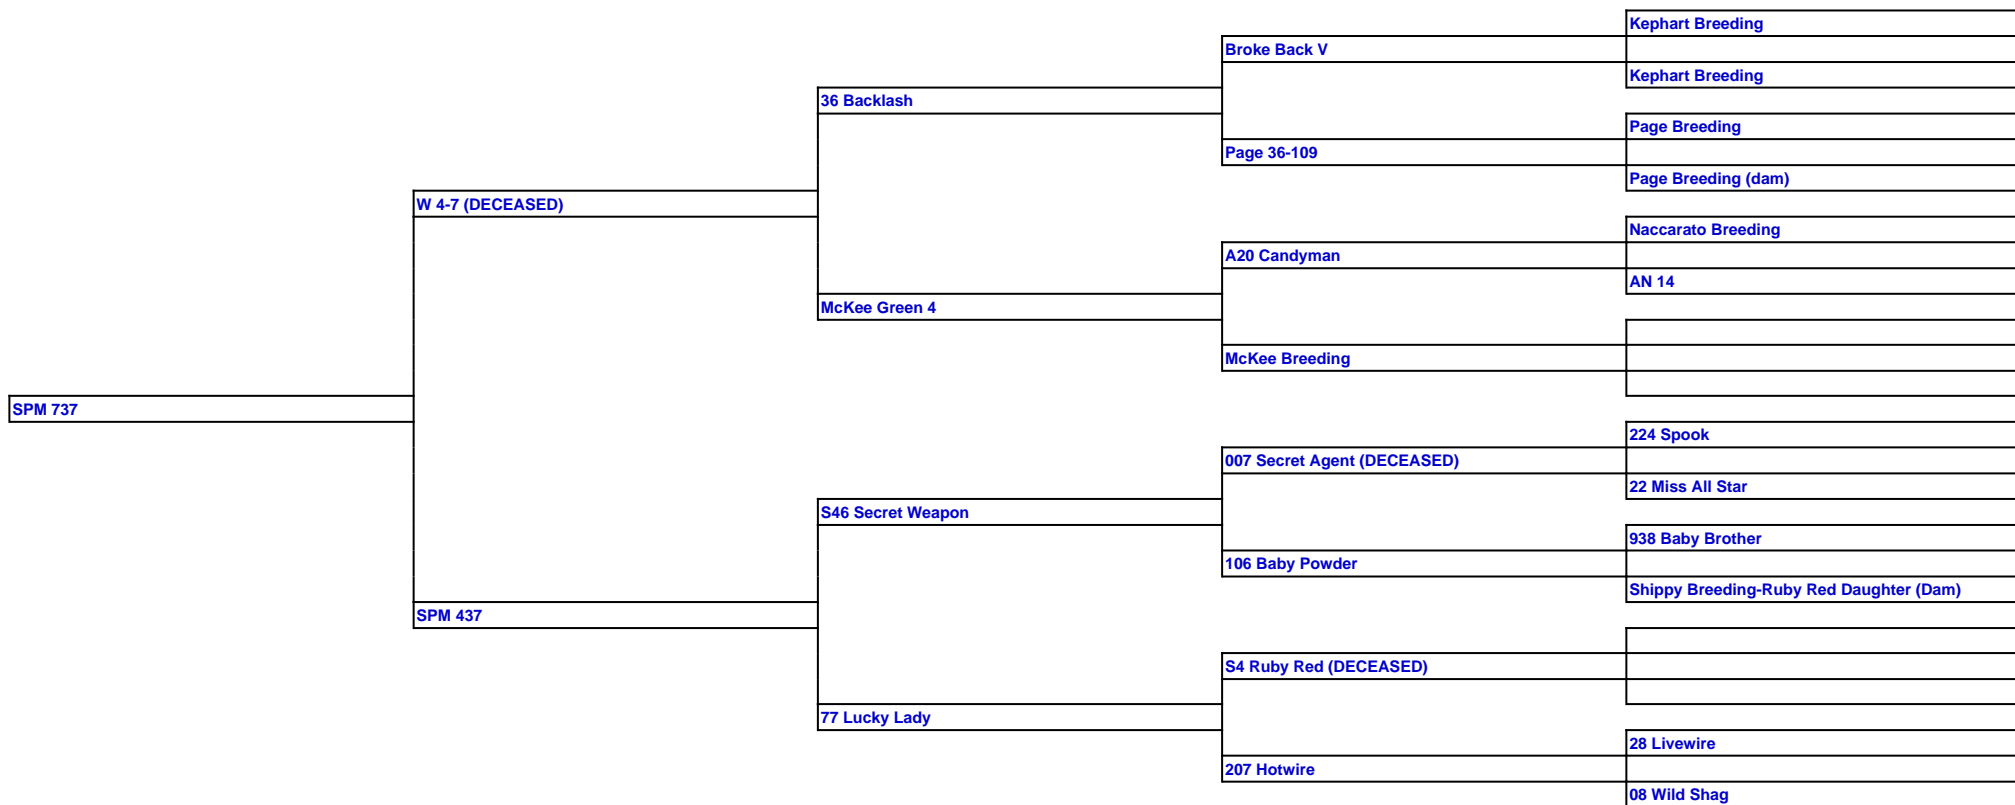 Kephart Breeding
Broke Back V
Kephart Breeding
36 Backlash
Page Breeding
Page 36-109
Page Breeding (dam)
W 4-7 (DECEASED)
Naccarato Breeding
A20 Candyman
AN 14
McKee Green 4
McKee Breeding
SPM 737
224 Spook
007 Secret Agent (DECEASED)
22 Miss All Star
S46 Secret Weapon
938 Baby Brother
106 Baby Powder
Shippy Breeding-Ruby Red Daughter (Dam)
SPM 437
S4 Ruby Red (DECEASED)
77 Lucky Lady
28 Livewire
207 Hotwire
08 Wild Shag